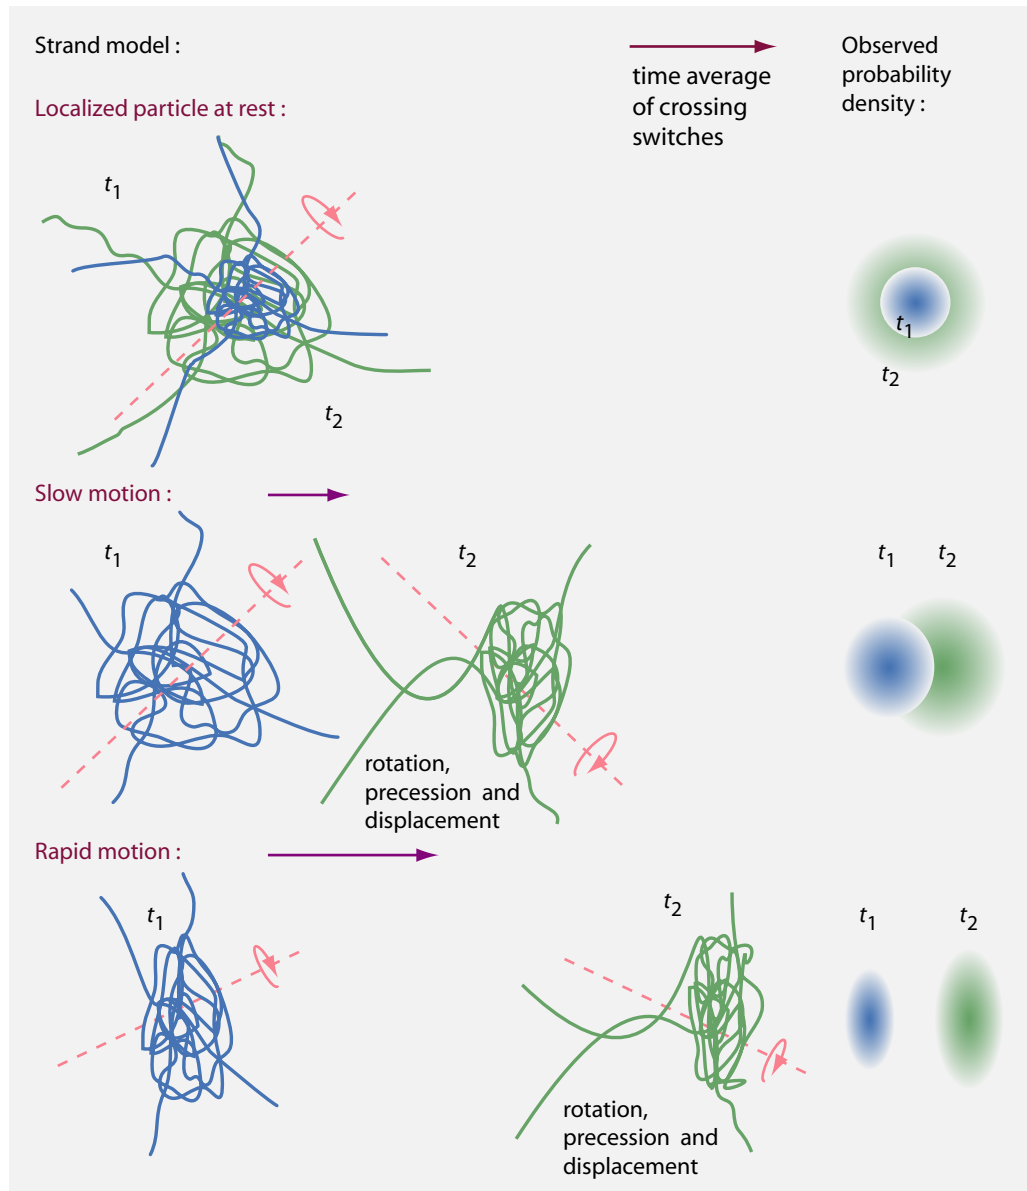 Strand model :
time average
of crossing
switches
Observed
probability
density :
Localized particle at rest :
t1
t2
t1
t2
Slow motion :
t1
t2
t1
t2
rotation,
precession and
displacement
Rapid motion :
t1
t2
t1
t2
rotation,
precession and
displacement